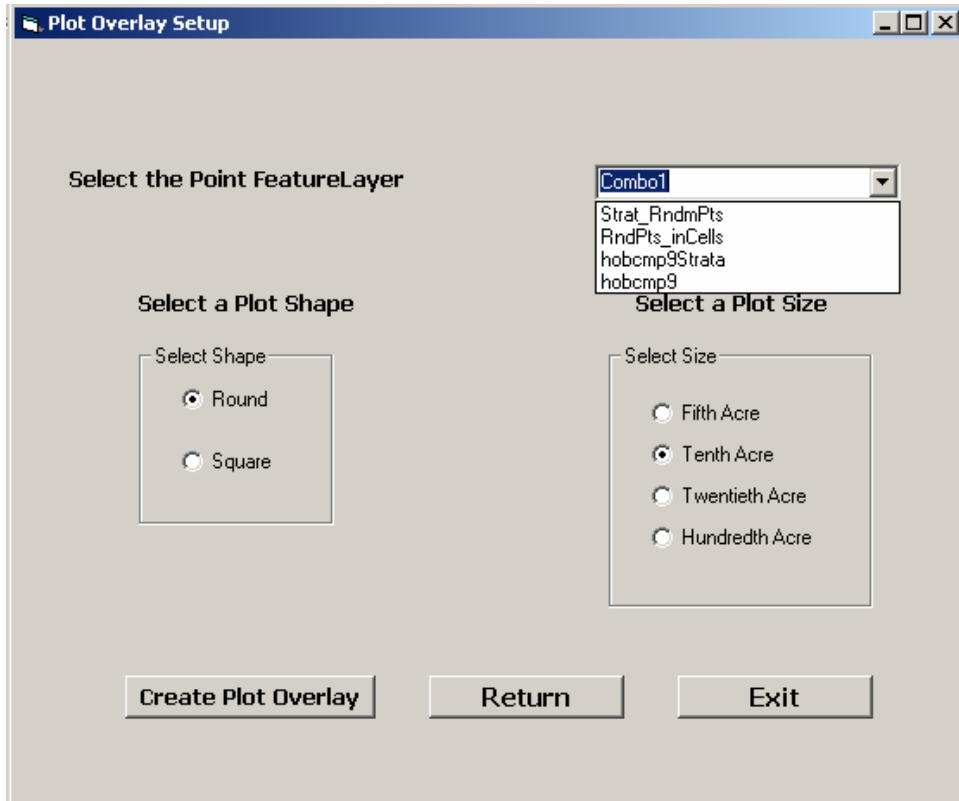 Plot Overlay Setup
Select the Point FeatureLayer
Combo1
Strat_RndmPts
RndPts_inCells
hobcmp9Strata
hobcmp9
Select a Plot Shape
Select a Plot Size
Select Shape
Round
Square
Select Size
Fifth Acre
Tenth Acre
Twentieth Acre
Hundredth Acre
Create Plot Overlay
Return
Exit